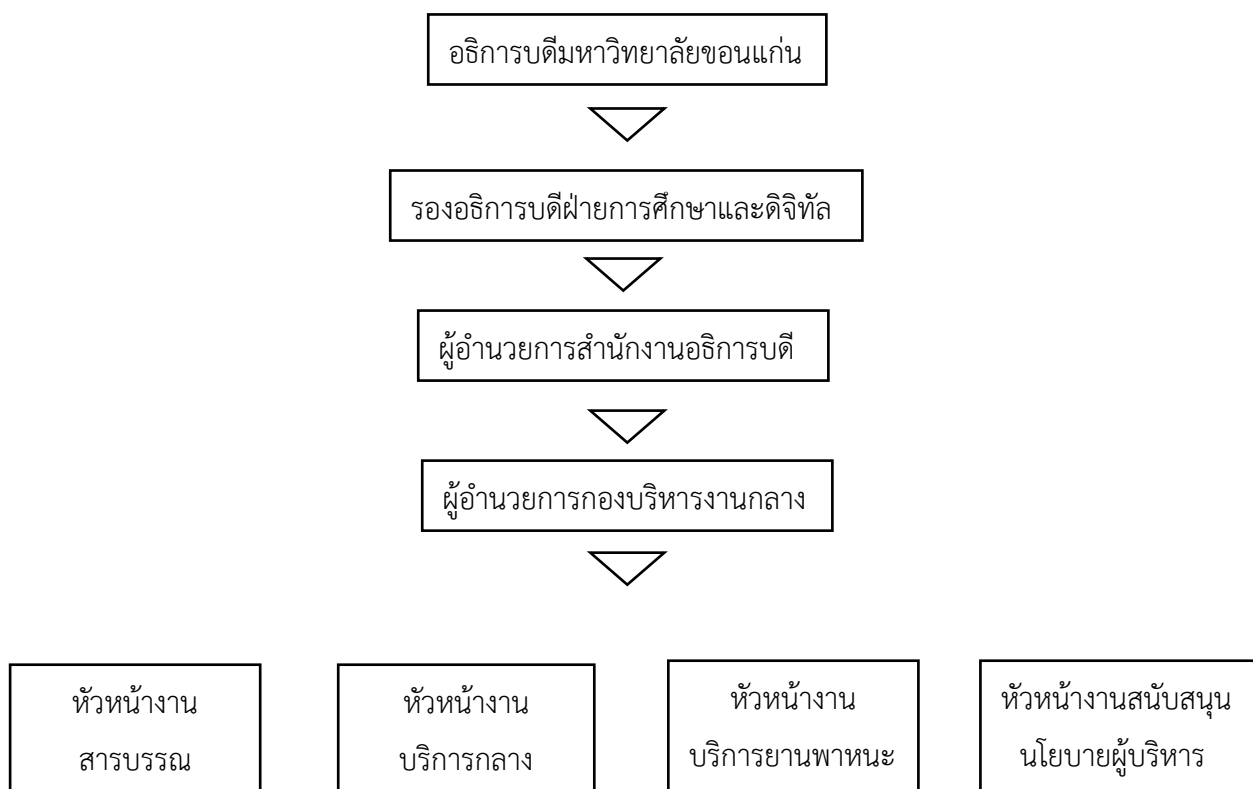 อธิการบดีมหาวิทยาลัยขอนแก่น
รองอธิการบดีฝ่ายการศึกษาและดิจิทัล
ผู้อำนวยการสำนักงานอธิการบดี
ผู้อำนวยการกองบริหารงานกลาง
หัวหน้างาน
สารบรรณ
หัวหน้างาน
บริการกลาง
หัวหน้างาน
บริการยานพาหนะ
หัวหน้างานสนับสนุน
นโยบายผู้บริหาร